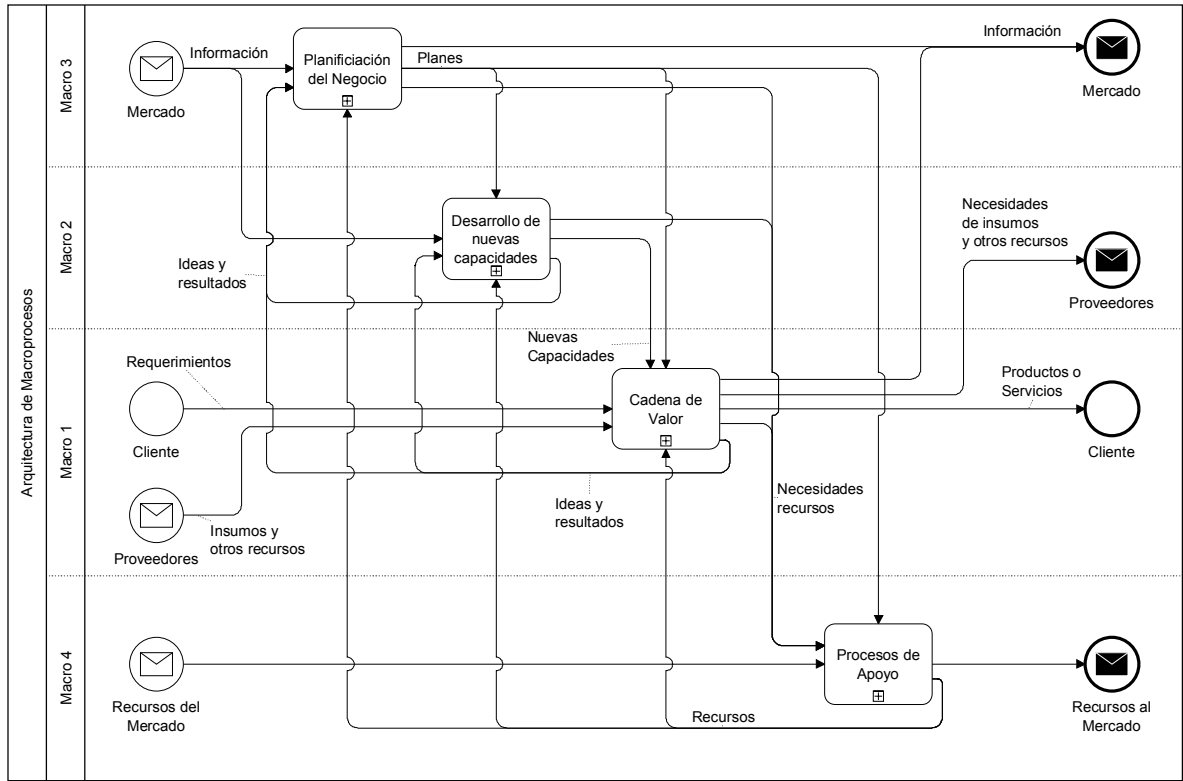 Arquitectura de Macroprocesos
Macro 3
Información
Mercado
Planificiación
del Negocio
Planes
Información
Mercado
Macro 2
Desarrollo de
nuevas
capacidades
Ideas y
resultados
Necesidades
de insumos
y otros recursos
Proveedores
Macro 1
Nuevas
Capacidades
Requerimientos
Cliente
Cadena de
Valor
Productos o
Servicios
Cliente
Ideas y
resultados
Necesidades
recursos
Insumos y
otros recursos
Proveedores
Macro 4
Recursos del
Mercado
Procesos de
Apoyo
Recursos
Recursos al
Mercado